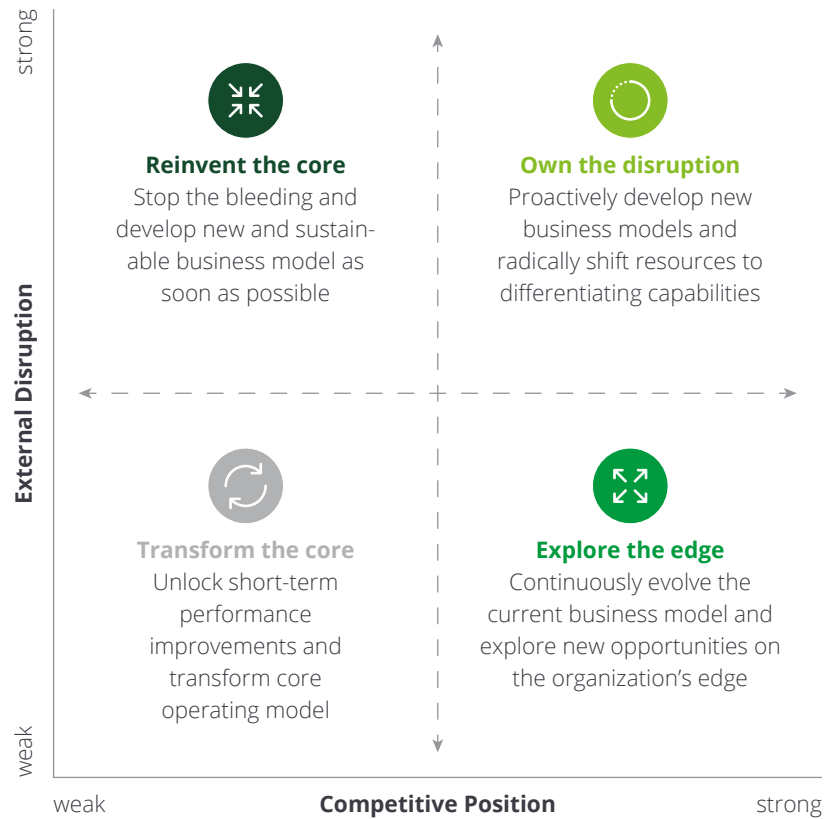 strong
Reinvent the core
Stop the bleeding and
develop new and sustain-
able business model as
soon as possible
Own the disruption
Proactively develop new
business models and
radically shift resources to
differentiating capabilities
External Disruption
Transform the core
Unlock short-term
performance
improvements and
transform core
operating model
Explore the edge
Continuously evolve the
current business model and
explore new opportunities on
the organization’s edge
weak
weak
Competitive Position
strong